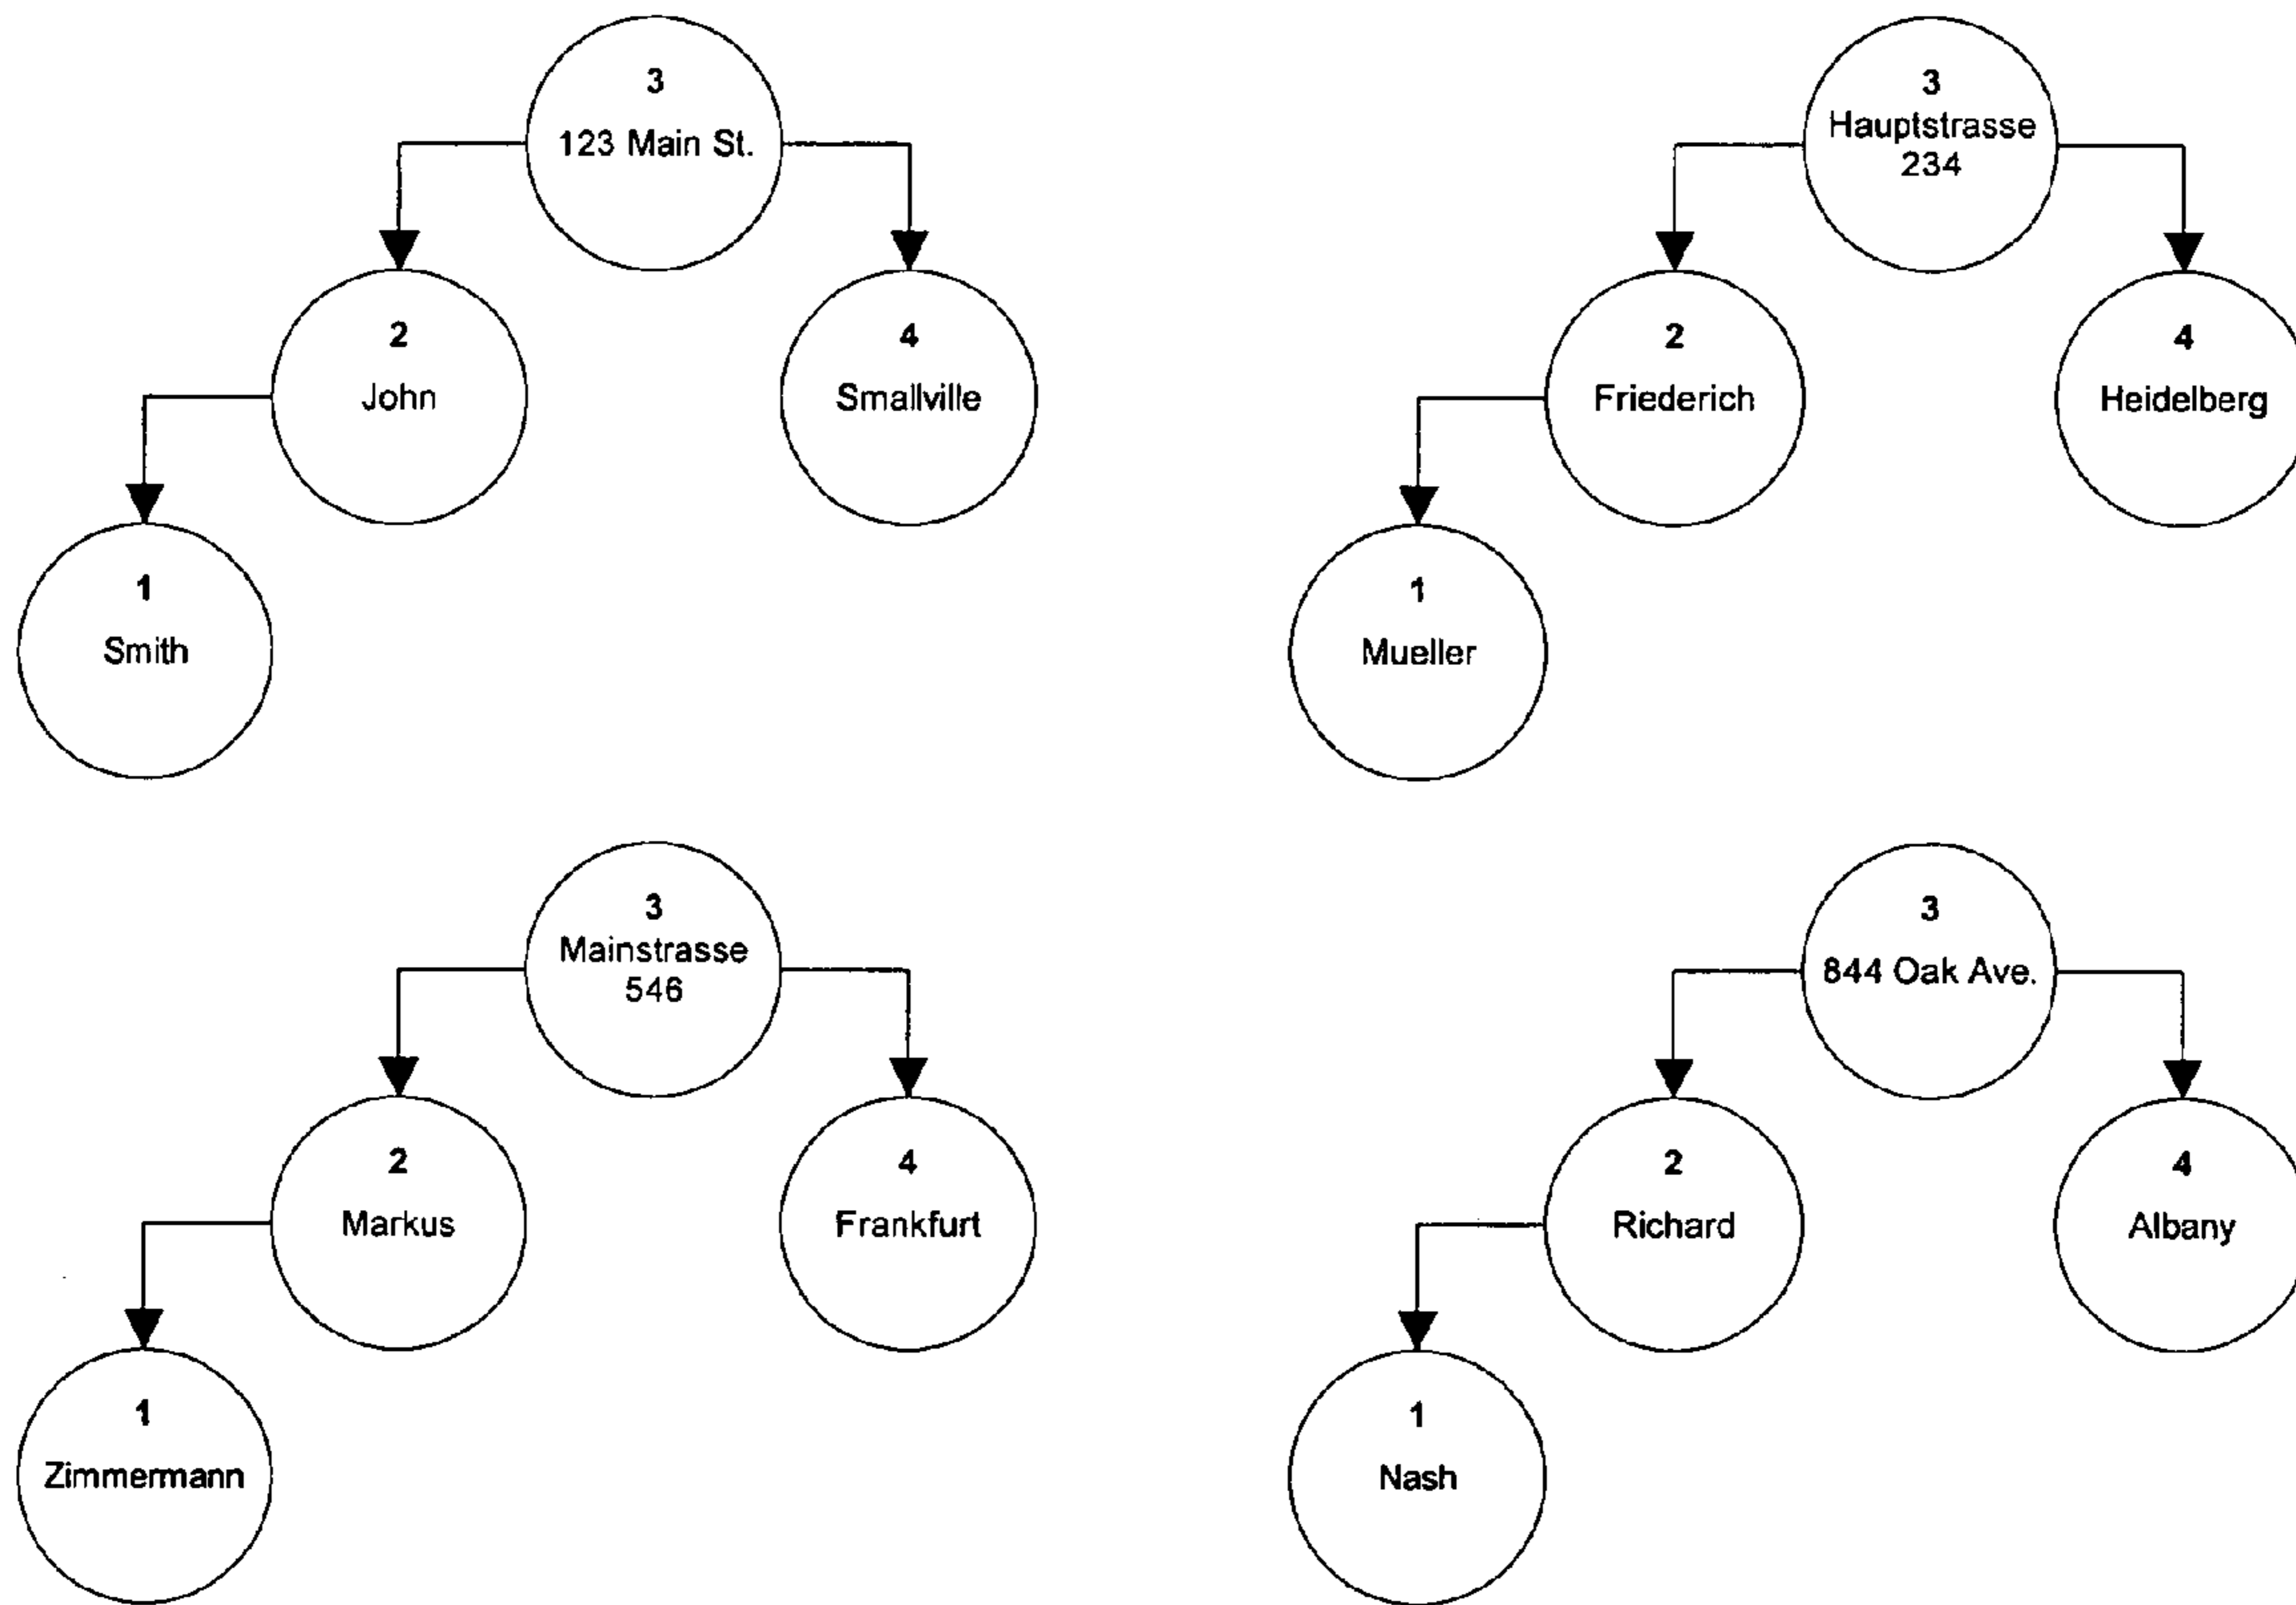 3
123 Main St.
2
John
4
Smallville
1
Smith
3
Hauptstrasse
234
2
Friederich
4
Heidelberg
1
Mueller
3
Mainstrasse
546
2
Markus
4
Frankfurt
1
Zimmermann
3
844 Oak Ave.
2
Richard
4
Albany
1
Nash